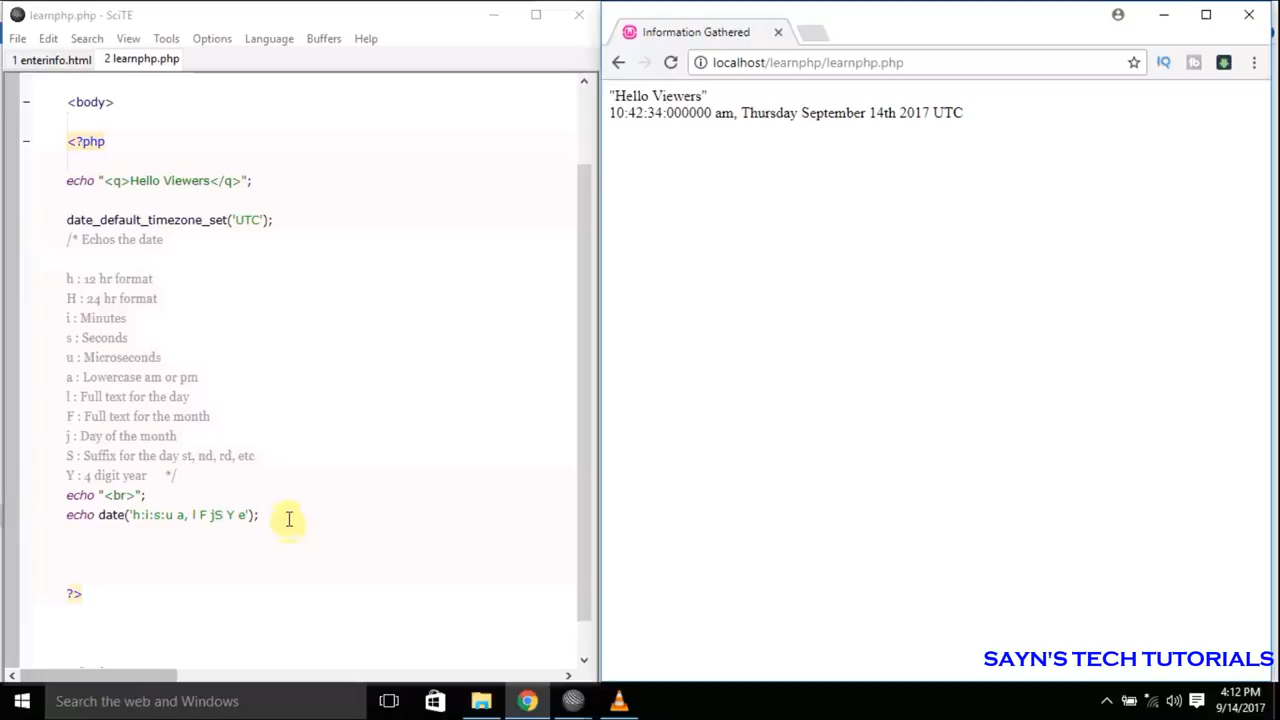 learnphp.php - SciTE
File Edit Search View Tools Options Language Buffers Help
1 enterinfo.html 2 learnphp.php
<body>
<?php
echo "<q>Hello Viewers</q>";
date_default_timezone_set('UTC');
/* Echos the date
h : 12 hr format
H : 24 hr format
i : Minutes
s : Seconds
u : Microseconds
a : Lowercase am or pm
l : Full text for the day
F : Full text for the month
j : Day of the month
S : Suffix for the day st, nd, rd, etc
Y : 4 digit year */
echo "<br>";
echo date('h:i:s:u a, l F jS Y e');
?>
Information Gathered
localhost/learnphp/learnphp.php
IQ
"Hello Viewers"
10:42:34:000000 am, Thursday September 14th 2017 UTC
SAYN'S TECH TUTORIALS
Search the web and Windows
4:12 PM
9/14/2017